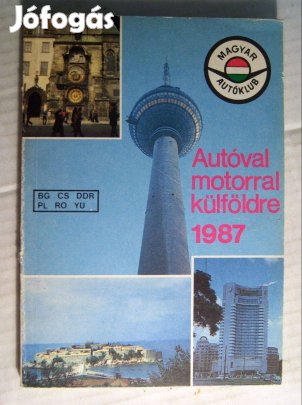 Jófogás
MAGYAR
AUTÓKLUB
Autóval
motorral
külföldre
1987
BG CS DDR
PL RO YU